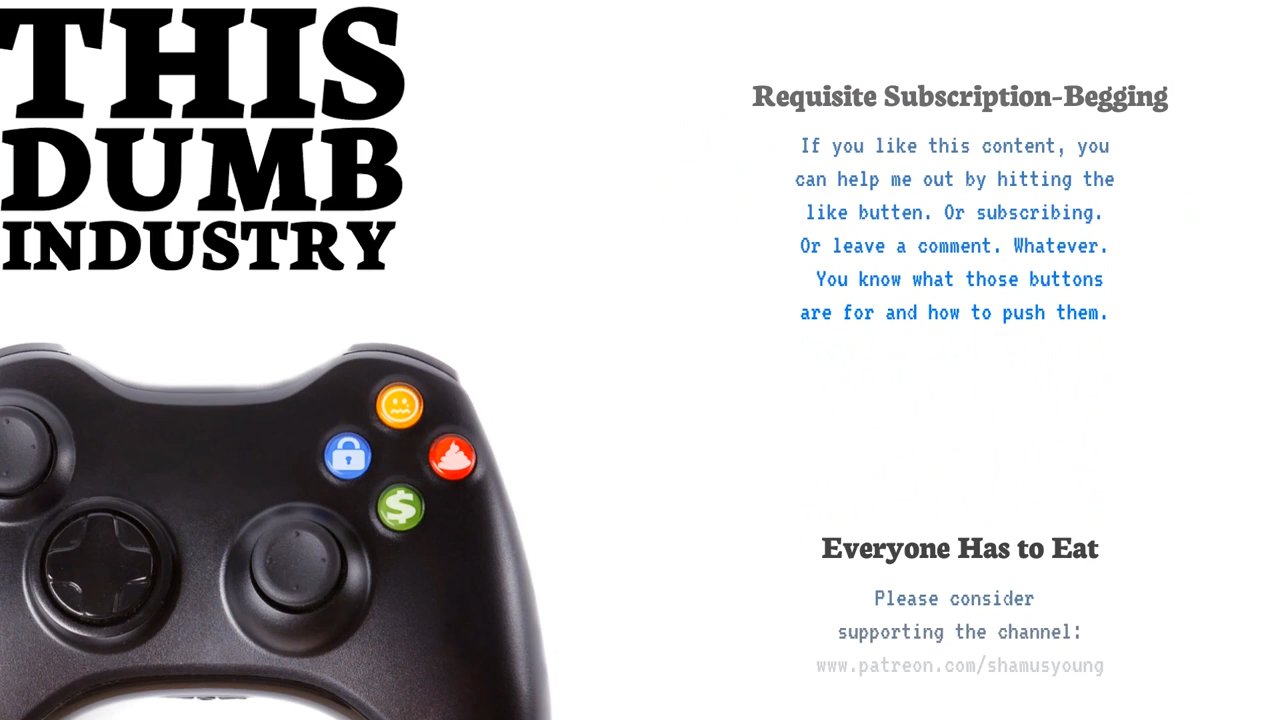 THIS
DUMB
INDUSTRY
Requisite Subscription-Begging
If you like this content, you
can help me out by hitting the
like butten. Or subscribing.
Or leave a comment. Whatever.
You know what those buttons
are for and how to push them.
$
Everyone Has to Eat
Please consider
supporting the channel:
www.patreon.com/shamusyoung